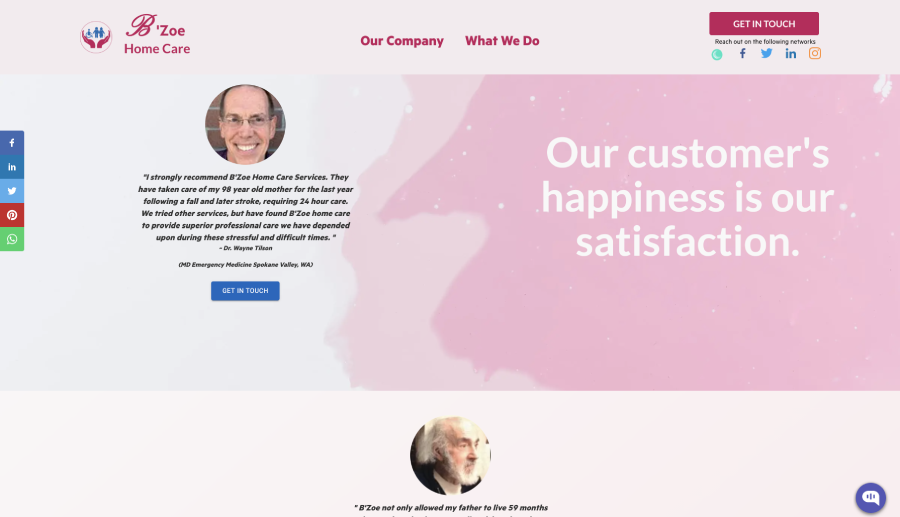 B'Zoe
Home Care
Our Company
What We Do
GET IN TOUCH
Reach out on the following networks
"I strongly recommend B'Zoe Home Care Services. They
have taken care of my 98 year old mother for the last year
following a fall and later stroke, requiring 24 hour care.
We tried other services, but have found B'Zoe home care
to provide superior professional care we have depended
upon during these stressful and difficult times. "
- Dr. Wayne Tilson
(MD Emergency Medicine Spokane Valley, WA)
GET IN TOUCH
Our customer's
happiness is our
satisfaction.
" B'Zoe not only allowed my father to live 59 months